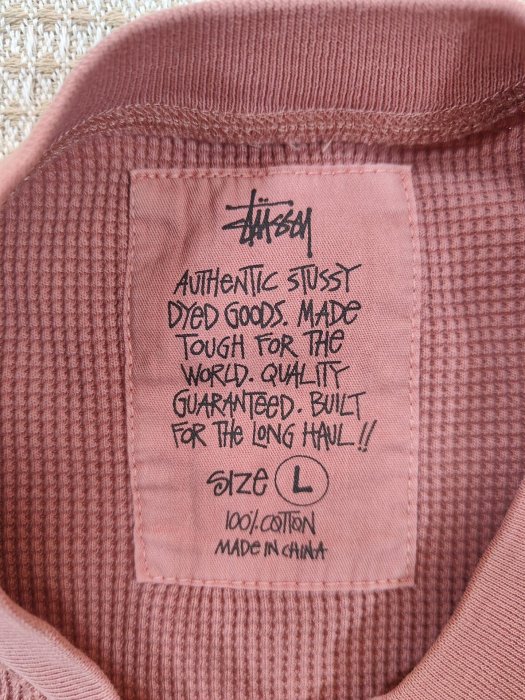 Stüssy
AUTHENTIC STUSSY
DYED GOODS. MADE
TOUGH FOR THE
WORLD. QUALITY
GUARANTEED. BUILT
FOR THE LONG HAUL!!
SIZE L
100% COTTON
MADE IN CHINA